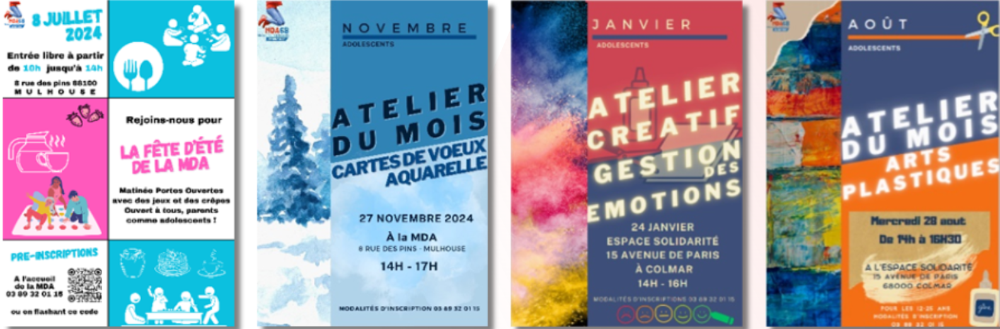 MDA68
8 JUILLET
2024
Entrée libre à partir
de 10h jusqu'à 14h
8 rue des pins 68100
MULHOUSE
Rejoins-nous pour
LA FÊTE D'ÉTÉ
DE LA MDA
Matinée Portes Ouvertes
avec des jeux et des crêpes
Ouvert à tous, parents
comme adolescents !
PRE-INSCRIPTIONS
A l'accueil
de la MDA
03 89 32 01 15
ou en flashant ce code
MDA68
NOVEMBRE
ADOLESCENTS
ATELIER
DU MOIS
CARTES DE VOEUX
AQUARELLE
27 NOVEMBRE 2024
À la MDA
8 RUE DES PINS - MULHOUSE
14H - 17H
MODALITÉS D'INSCRIPTION 03 89 32 01 15
JANVIER
ADOLESCENTS
ATELIER
CREATIF
GESTION
DES
EMOTIONS
24 JANVIER
ESPACE SOLIDARITÉ
15 AVENUE DE PARIS
À COLMAR
14H - 16H
MODALITÉS D'INSCRIPTIONS 03 89 32 01 15
AOÛT
ADOLESCENTS
ATELIER
DU MOIS
ARTS
PLASTIQUES
Mercredi 28 aout
De 14h à 16H30
A L'ESPACE SOLIDARITÉ
15 AVENUE DE PARIS
68000 COLMAR
POUR LES 12-25 ANS
MODALITÉS D'INSCRIPTION
03 89 32 01 15
glue